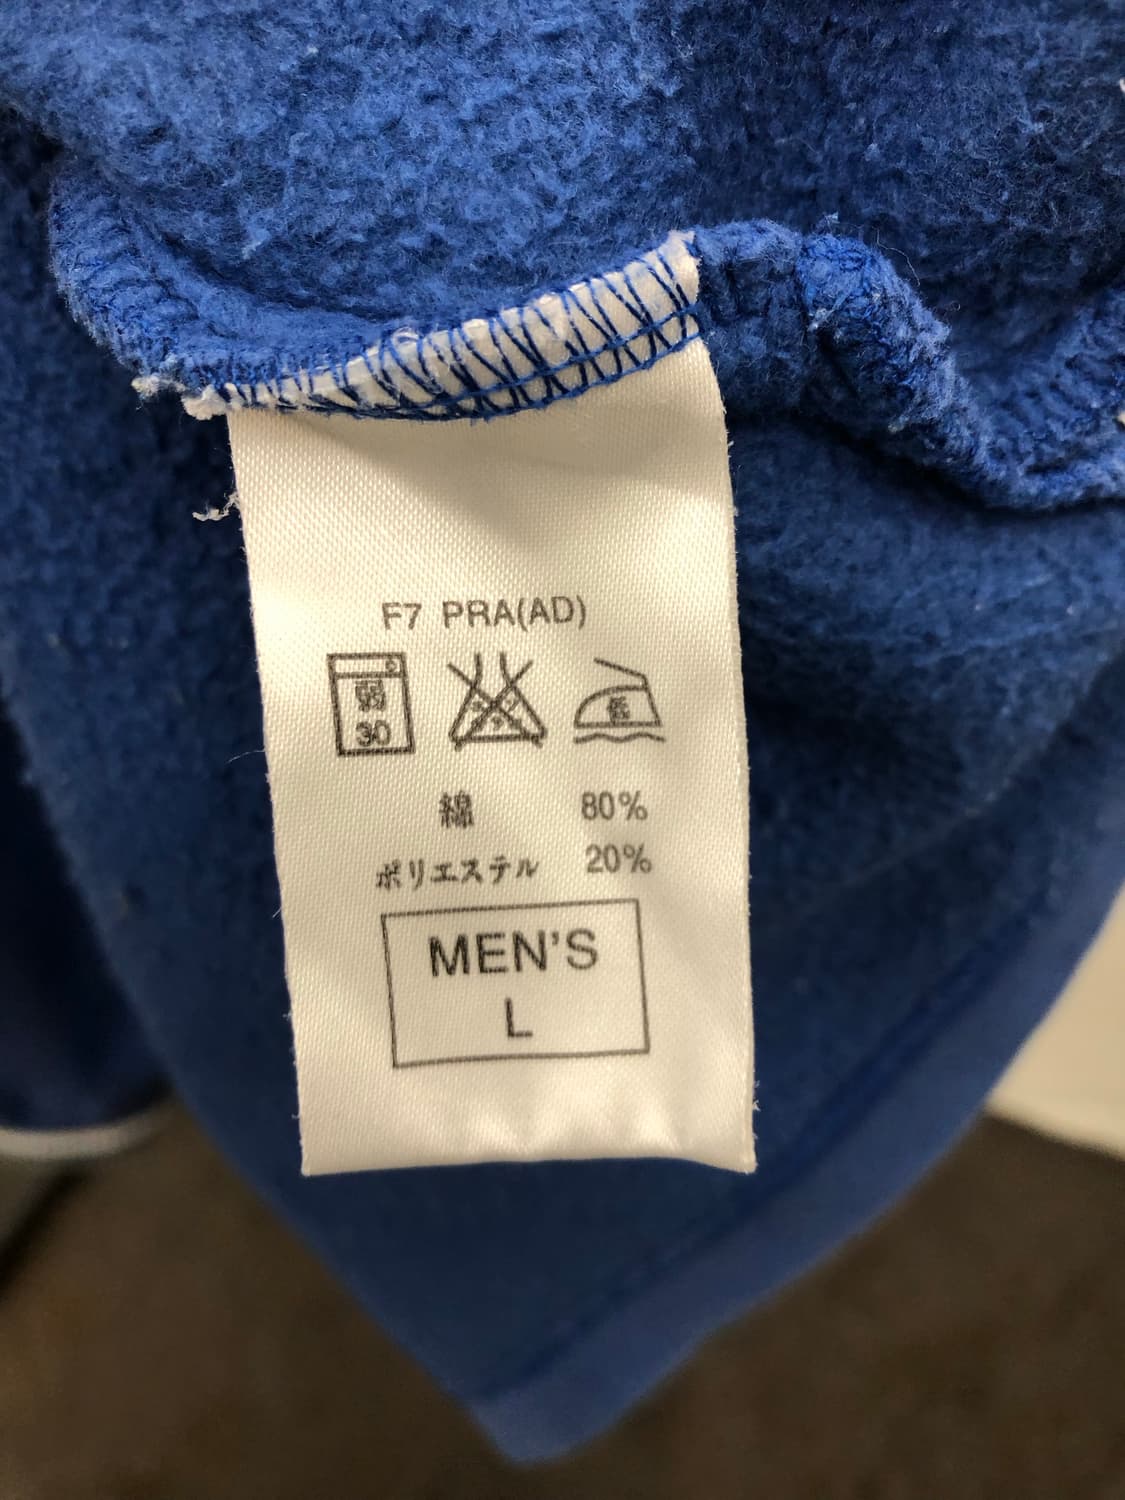 F7 PRA(AD)
弱
30
低
綿 80%
ポリエステル 20%
MEN'S
L